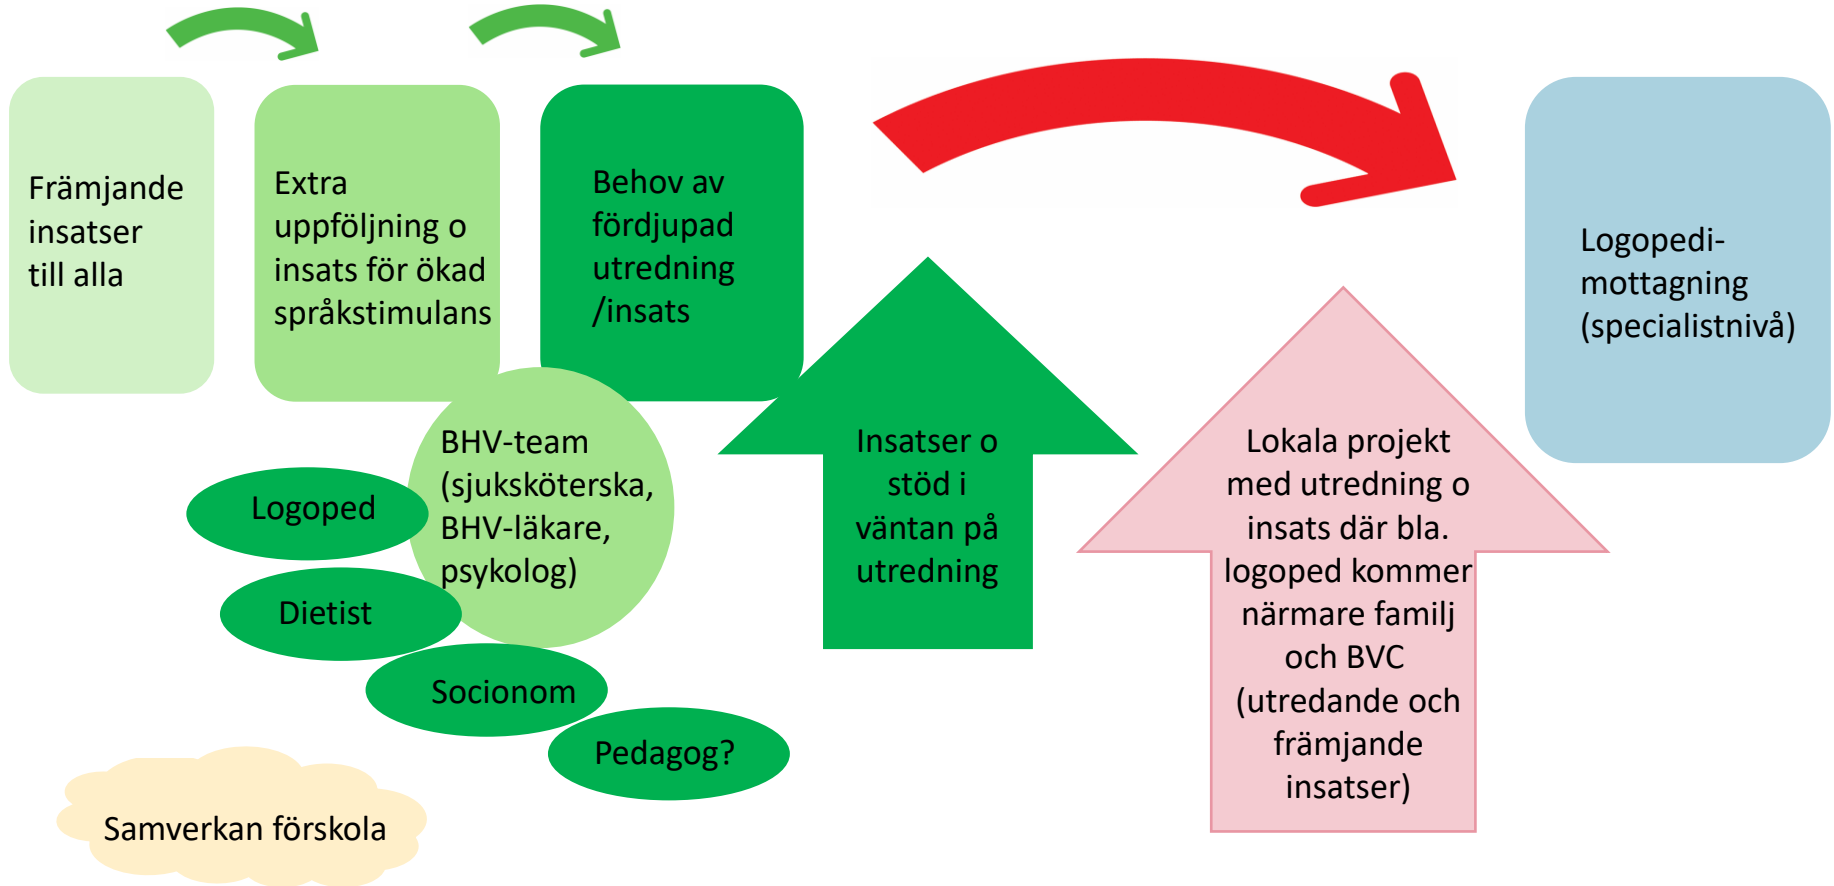 Främjande
insatser
till alla
Extra
uppföljning o
insats för ökad
språkstimulans
Behov av
fördjupad
utredning
/insats
Logopedi-
mottagning
(specialistnivå)
BHV-team
(sjuksköterska,
BHV-läkare,
psykolog)
Logoped
Dietist
Socionom
Pedagog?
Insatser o
stöd i
väntan på
utredning
Lokala projekt
med utredning o
insats där bla.
logoped kommer
närmare familj
och BVC
(utredande och
främjande
insatser)
Samverkan förskola